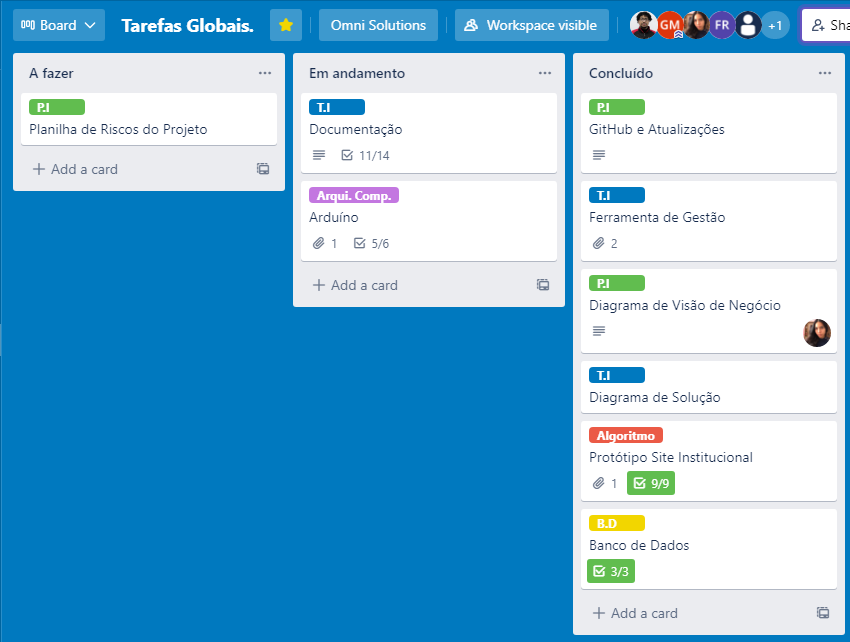 Board
Tarefas Globais.
Omni Solutions
Workspace visible
GM
FR
+1
Sha
A fazer
P.I
Planilha de Riscos do Projeto
Add a card
Em andamento
T.I
Documentação
11/14
Arqui. Comp.
Arduíno
1 5/6
Add a card
Concluído
P.I
GitHub e Atualizações
T.I
Ferramenta de Gestão
2
P.I
Diagrama de Visão de Negócio
T.I
Diagrama de Solução
Algoritmo
Protótipo Site Institucional
1 9/9
B.D
Banco de Dados
3/3
Add a card